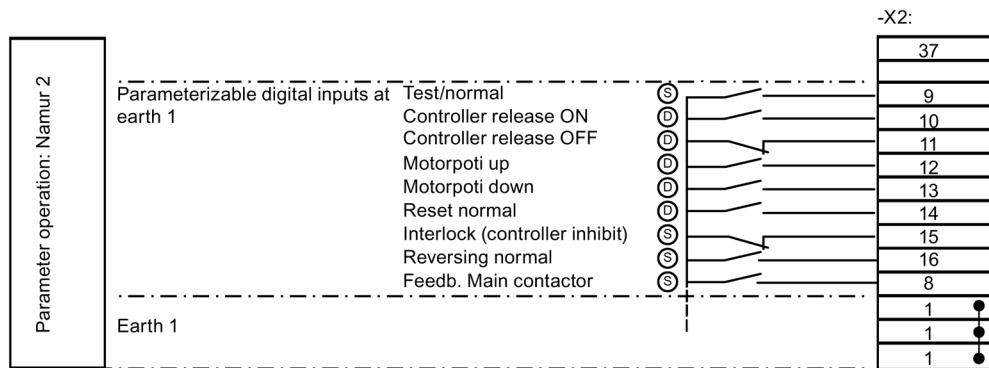 -X2:
37
Parameter operation: Namur 2
Parameterizable digital inputs at
earth 1
Test/normal S 9
Controller release ON D 10
Controller release OFF D 11
Motorpoti up D 12
Motorpoti down D 13
Reset normal D 14
Interlock (controller inhibit) S 15
Reversing normal S 16
Feedb. Main contactor S 8
Earth 1
1
1
1